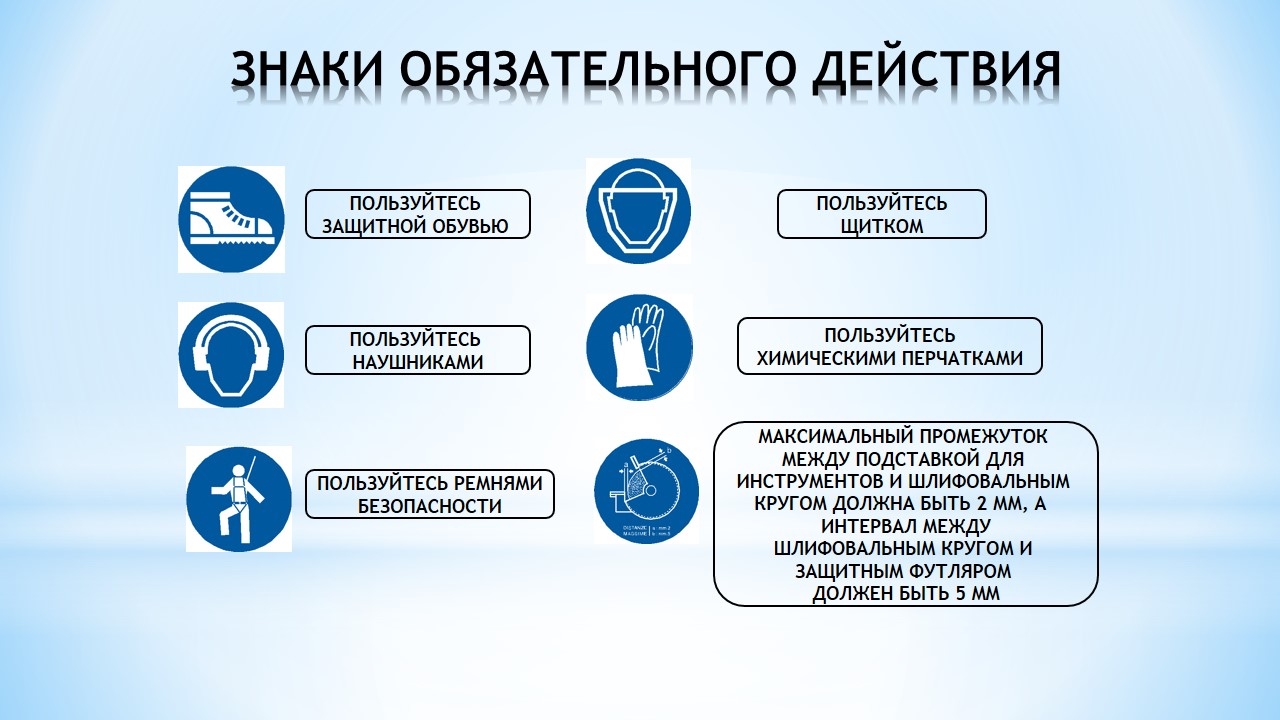 ЗНАКИ ОБЯЗАТЕЛЬНОГО ДЕЙСТВИЯ
ПОЛЬЗУЙТЕСЬ
ЗАЩИТНОЙ ОБУВЬЮ
ПОЛЬЗУЙТЕСЬ
ЩИТКОМ
ПОЛЬЗУЙТЕСЬ
НАУШНИКАМИ
ПОЛЬЗУЙТЕСЬ
ХИМИЧЕСКИМИ ПЕРЧАТКАМИ
ПОЛЬЗУЙТЕСЬ РЕМНЯМИ
БЕЗОПАСНОСТИ
a
b
DISTANZE
MASSIME
a : mm.2
МАКСИМАЛЬНЫЙ ПРОМЕЖУТОК
МЕЖДУ ПОДСТАВКОЙ ДЛЯ
ИНСТРУМЕНТОВ И ШЛИФОВАЛЬНЫМ
КРУГОМ ДОЛЖНА БЫТЬ 2 ММ, А
ИНТЕРВАЛ МЕЖДУ
ШЛИФОВАЛЬНЫМ КРУГОМ И
ЗАЩИТНЫМ ФУТЛЯРОМ
ДОЛЖЕН БЫТЬ 5 ММ